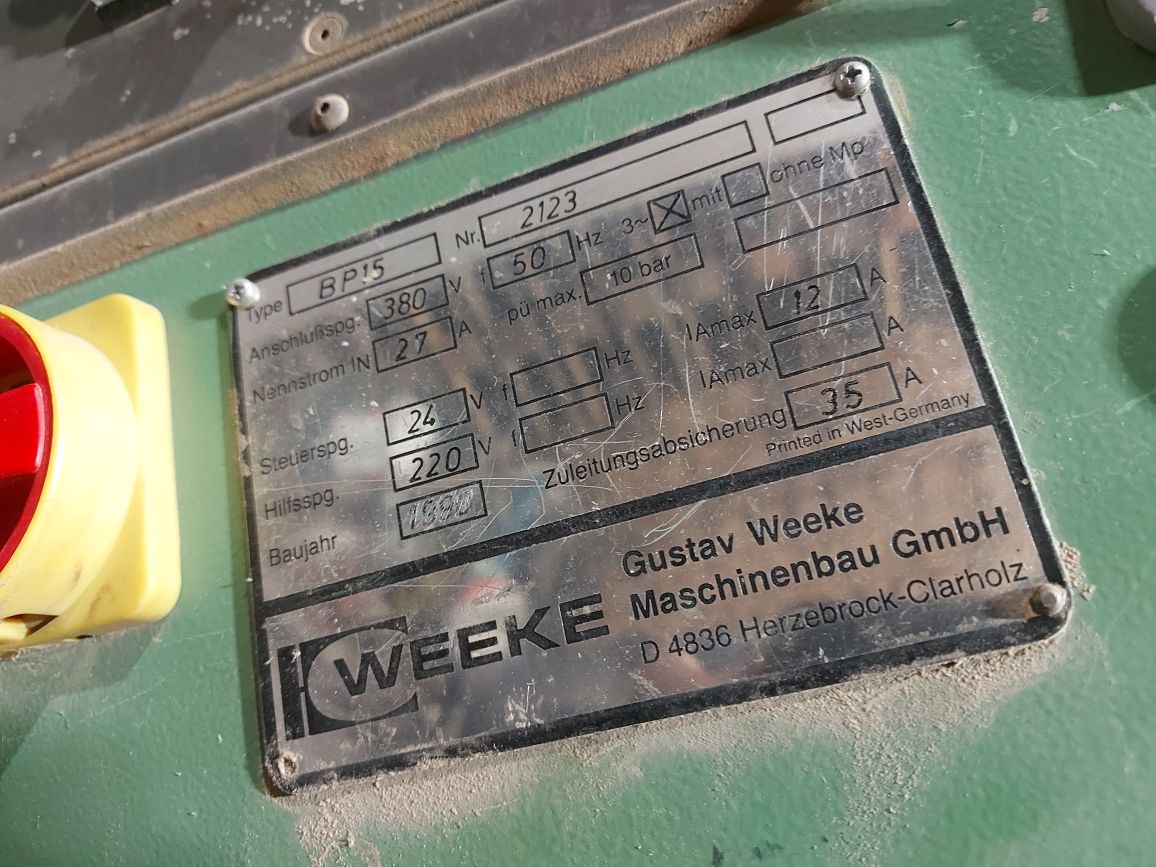 Type BP15 Nr. 2123
Anschlußspg. 380 V f 50 Hz 3~ X mit ohne Mp
Nennstrom IN 27 A pü max. 10 bar
Steuerspg. 24 V f Hz IAmax 12 A
Hilfsspg. 220 V f Hz IAmax A
Baujahr 1990 Zuleitungsabsicherung 35 A
Printed in West-Germany
WEEKE
Gustav Weeke
Maschinenbau GmbH
D 4836 Herzebrock-Clarholz